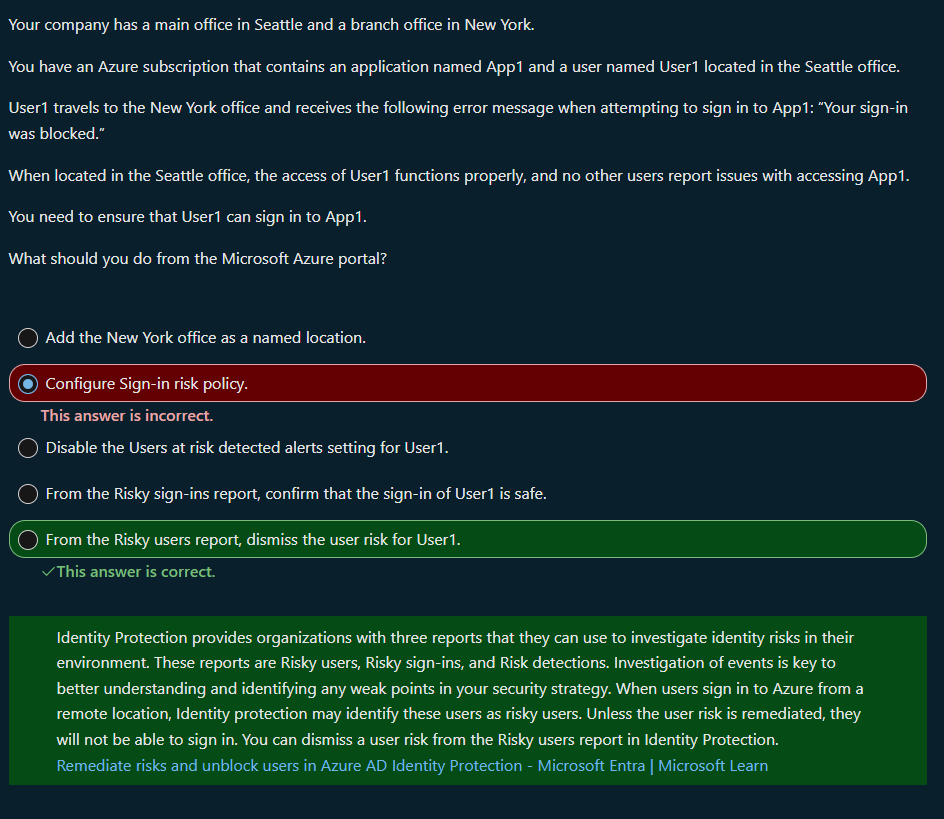 Your company has a main office in Seattle and a branch office in New York.
You have an Azure subscription that contains an application named App1 and a user named User1 located in the Seattle office.
User1 travels to the New York office and receives the following error message when attempting to sign in to App1: “Your sign-in
was blocked.”
When located in the Seattle office, the access of User1 functions properly, and no other users report issues with accessing App1.
You need to ensure that User1 can sign in to App1.
What should you do from the Microsoft Azure portal?
Add the New York office as a named location.
Configure Sign-in risk policy.
This answer is incorrect.
Disable the Users at risk detected alerts setting for User1.
From the Risky sign-ins report, confirm that the sign-in of User1 is safe.
From the Risky users report, dismiss the user risk for User1.
✓This answer is correct.
Identity Protection provides organizations with three reports that they can use to investigate identity risks in their
environment. These reports are Risky users, Risky sign-ins, and Risk detections. Investigation of events is key to
better understanding and identifying any weak points in your security strategy. When users sign in to Azure from a
remote location, Identity protection may identify these users as risky users. Unless the user risk is remediated, they
will not be able to sign in. You can dismiss a user risk from the Risky users report in Identity Protection.
Remediate risks and unblock users in Azure AD Identity Protection - Microsoft Entra | Microsoft Learn